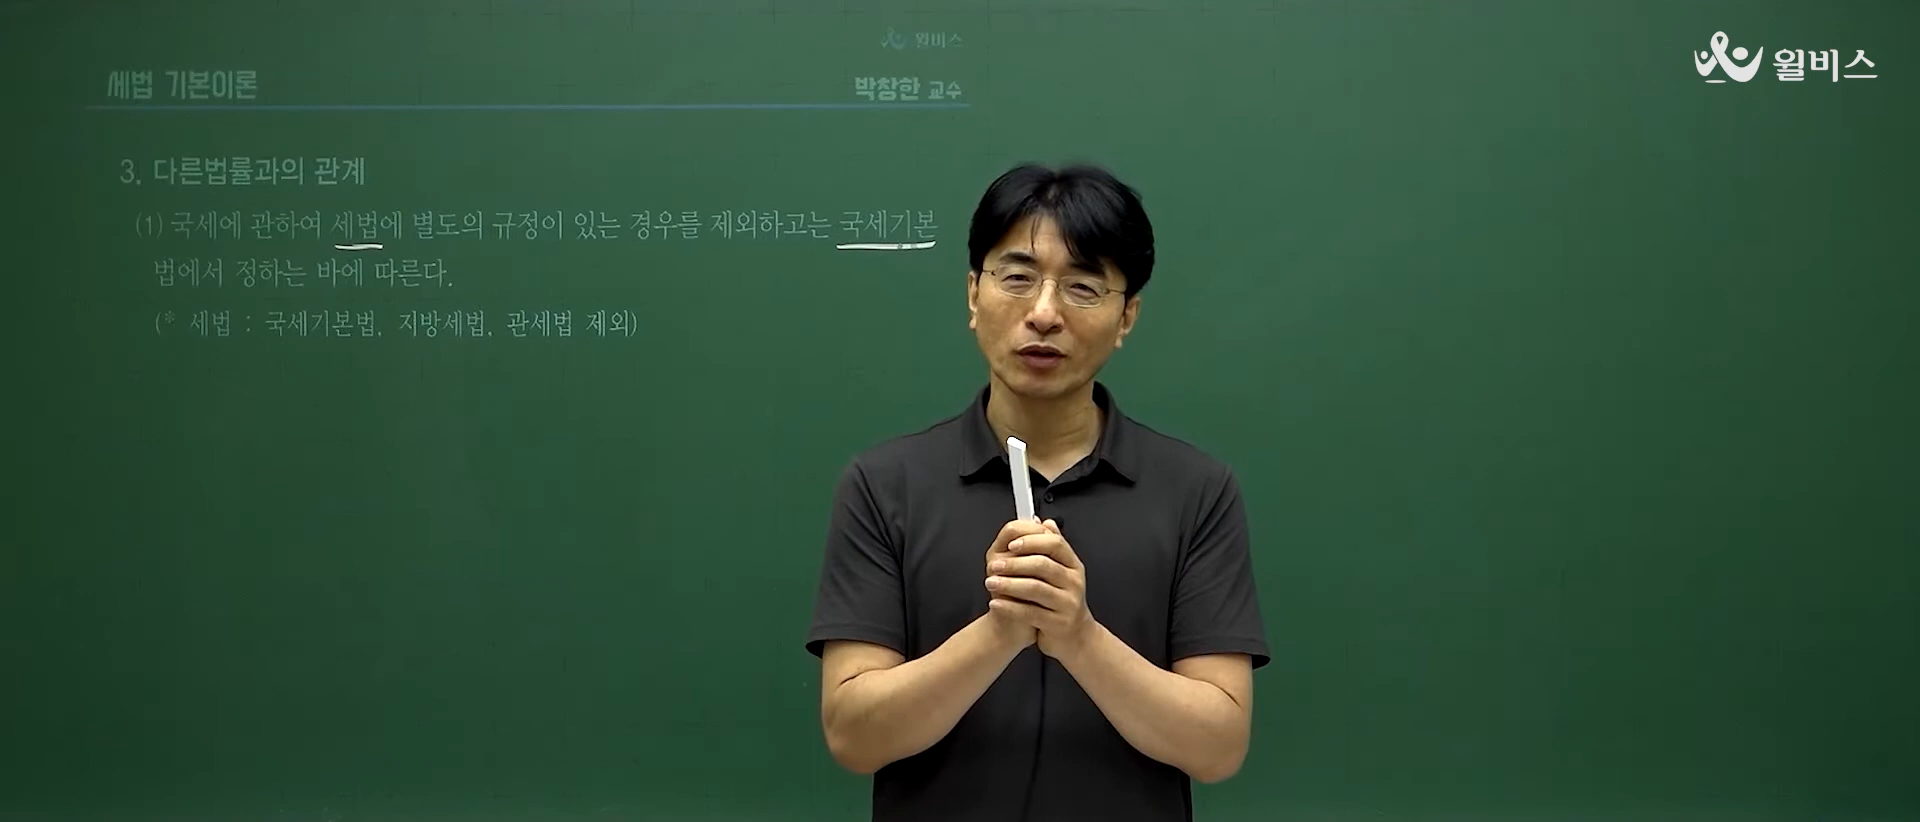 윌비스
윌비스
세법 기본이론
박창한 교수
3. 다른법률과의 관계
(1) 국세에 관하여 세법에 별도의 규정이 있는 경우를 제외하고는 국세기본
법에서 정하는 바에 따른다.
(* 세법 : 국세기본법, 지방세법, 관세법 제외)